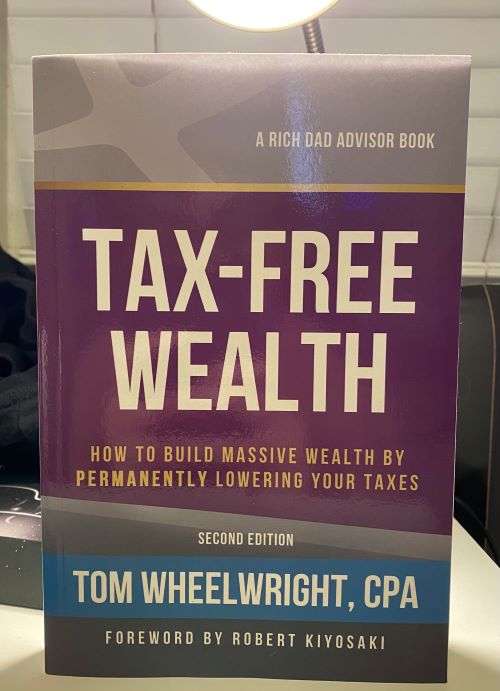 A RICH DAD ADVISOR BOOK
TAX-FREE
WEALTH
HOW TO BUILD MASSIVE WEALTH BY
PERMANENTLY LOWERING YOUR TAXES
SECOND EDITION
TOM WHEELWRIGHT, CPA
FOREWORD BY ROBERT KIYOSAKI